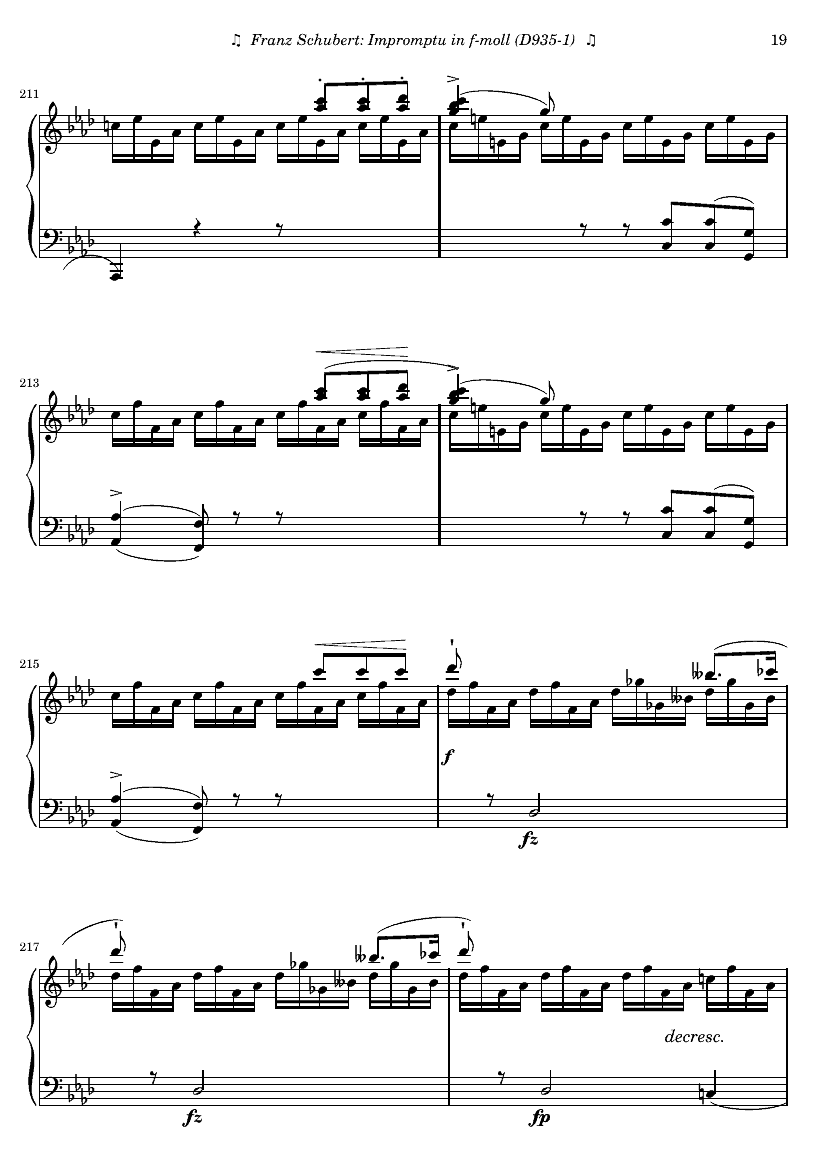 ♫ Franz Schubert: Impromptu in f-moll (D935-1) ♫ 19
211
213
215
f
fz
217
decresc.
fz fp